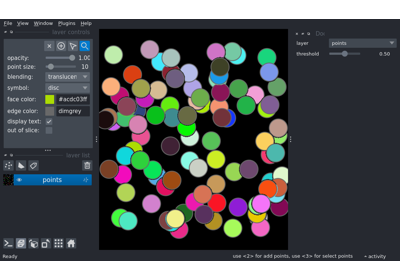 File View Window Plugins Help
layer controls
opacity: 1.00
point size: 10
blending: translucen
symbol: disc
face color: #acdc03ff
edge color: dimgrey
display text:
out of slice:
layer list
points
layer points
threshold 0.50
Ready
use <2> for add points, use <3> for select points
activity